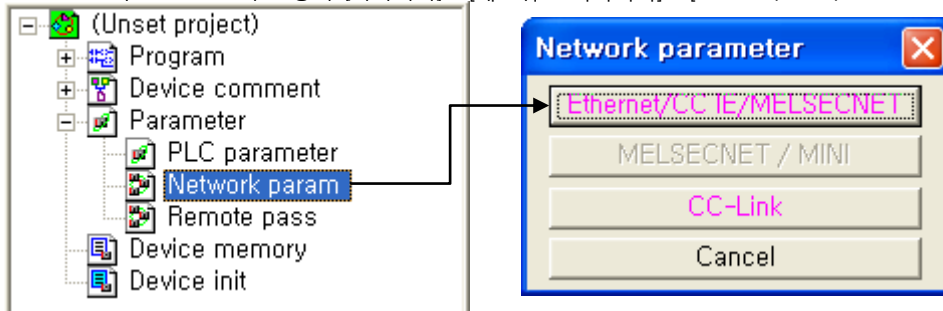 (Unset project)
Program
Device comment
Parameter
PLC parameter
Network param
Remote pass
Device memory
Device init
Network parameter
Ethernet/CC IE/MELSECNET
MELSECNET / MINI
CC-Link
Cancel